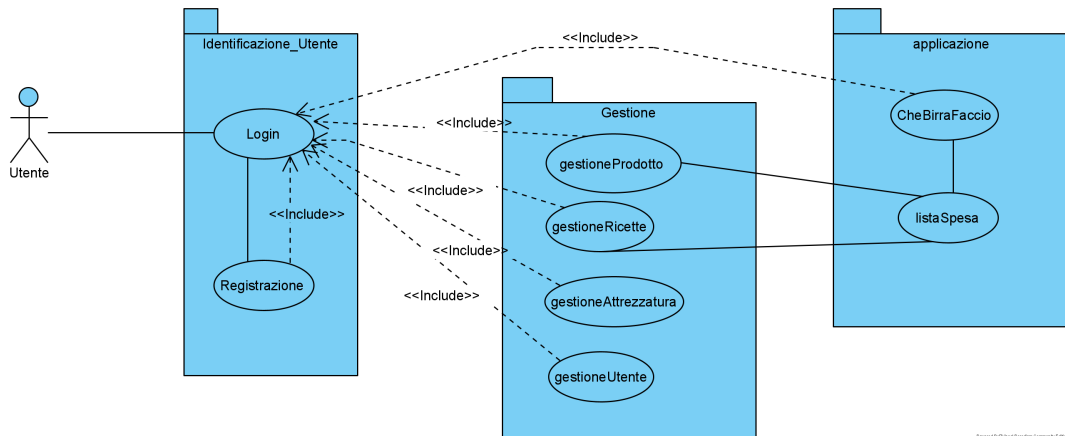 Identificazione_Utente
<<Include>>
applicazione
Gestione
CheBirraFaccio
<<Include>>
Login
gestioneProdotto
Utente
<<Include>>
<<Include>>
listaSpesa
gestioneRicette
<<Include>>
Registrazione
<<Include>>
gestioneAttrezzatura
gestioneUtente